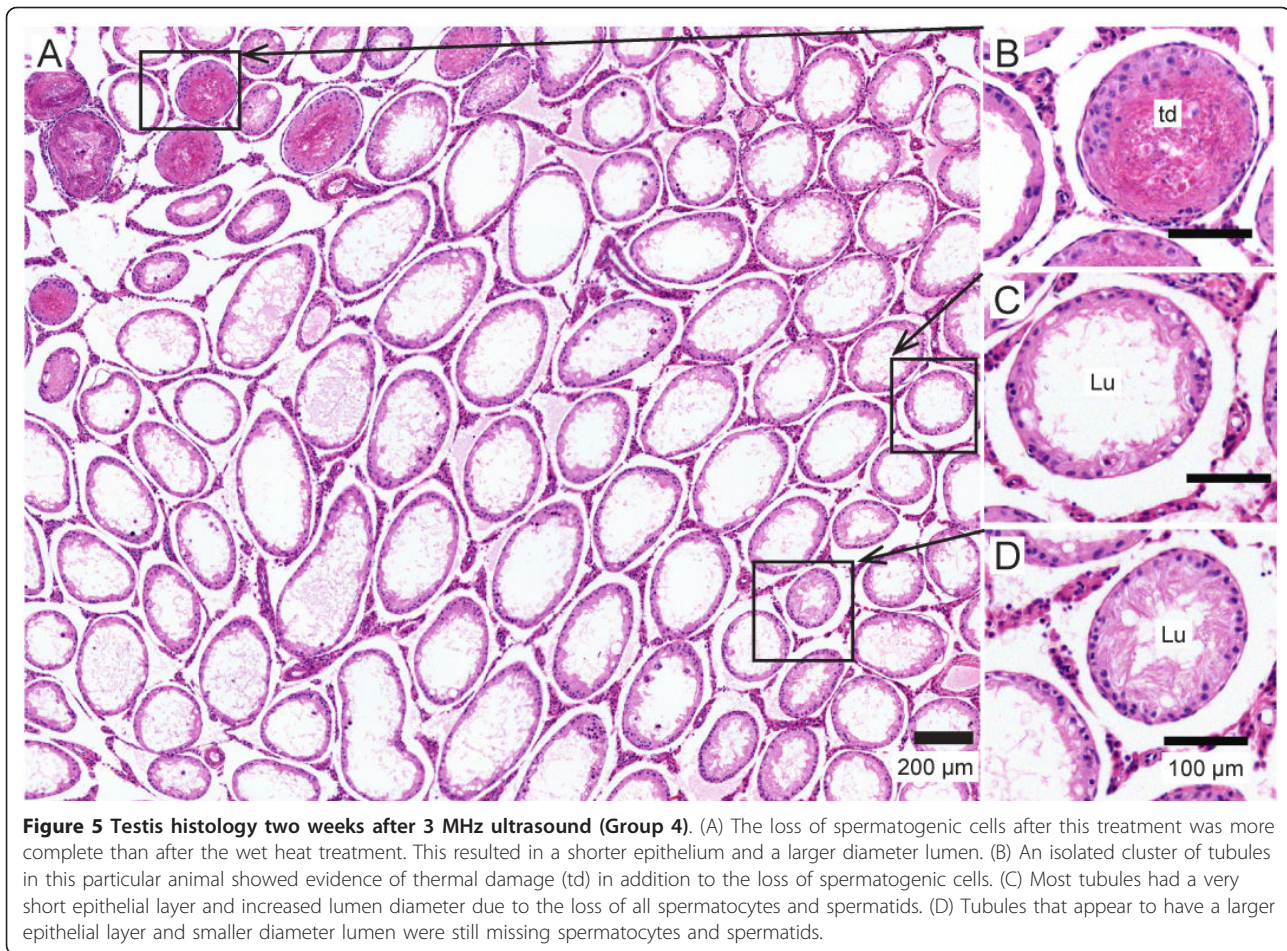 A
B
td
C
Lu
D
Lu
200 µm
100 µm
Figure 5 Testis histology two weeks after 3 MHz ultrasound (Group 4). (A) The loss of spermatogenic cells after this treatment was more
complete than after the wet heat treatment. This resulted in a shorter epithelium and a larger diameter lumen. (B) An isolated cluster of tubules
in this particular animal showed evidence of thermal damage (td) in addition to the loss of spermatogenic cells. (C) Most tubules had a very
short epithelial layer and increased lumen diameter due to the loss of all spermatocytes and spermatids. (D) Tubules that appear to have a larger
epithelial layer and smaller diameter lumen were still missing spermatocytes and spermatids.